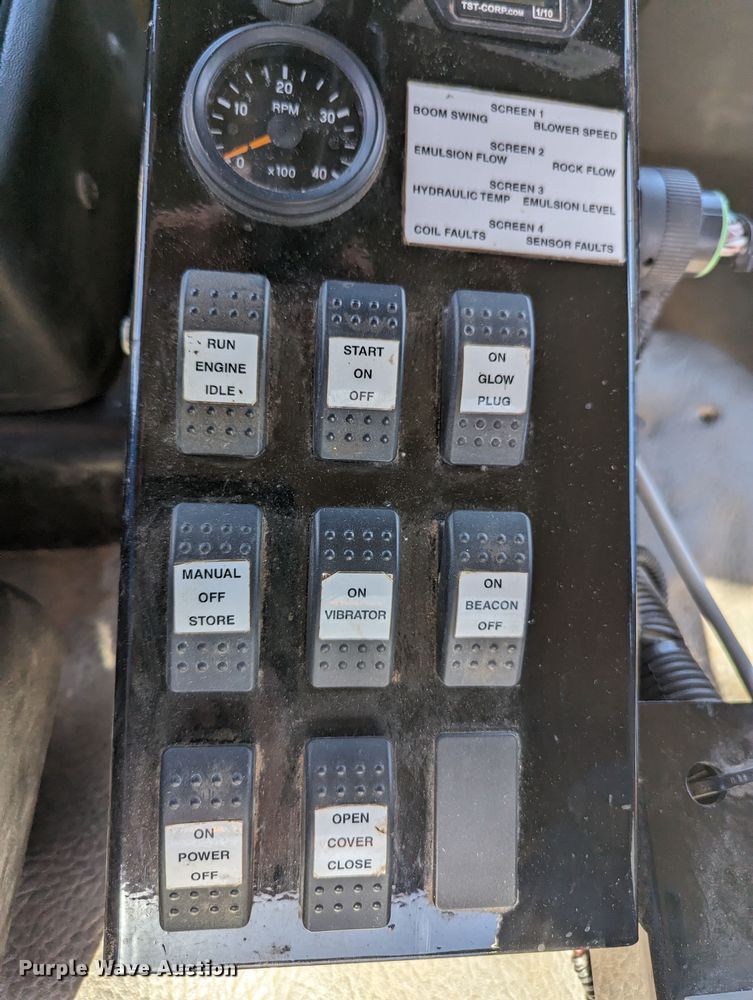 TST-CORP.COM 1/10
10 20 30
RPM
0 x100 40
SCREEN 1
BOOM SWING BLOWER SPEED
SCREEN 2
EMULSION FLOW ROCK FLOW
SCREEN 3
HYDRAULIC TEMP EMULSION LEVEL
SCREEN 4
COIL FAULTS SENSOR FAULTS
RUN
ENGINE
IDLE
START
ON
OFF
ON
GLOW
PLUG
MANUAL
OFF
STORE
ON
VIBRATOR
ON
BEACON
OFF
ON
POWER
OFF
OPEN
COVER
CLOSE
Purple Wave Auction